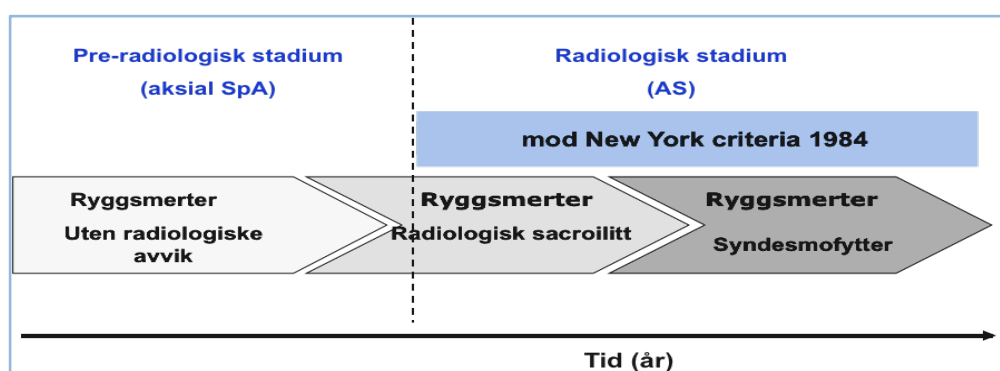 Pre-radiologisk stadium
(aksial SpA)
Radiologisk stadium
(AS)
mod New York criteria 1984
Ryggsmerter
Uten radiologiske
avvik
Ryggsmerter
Radiologisk sacroilitt
Ryggsmerter
Syndesmofytter
Tid (år)